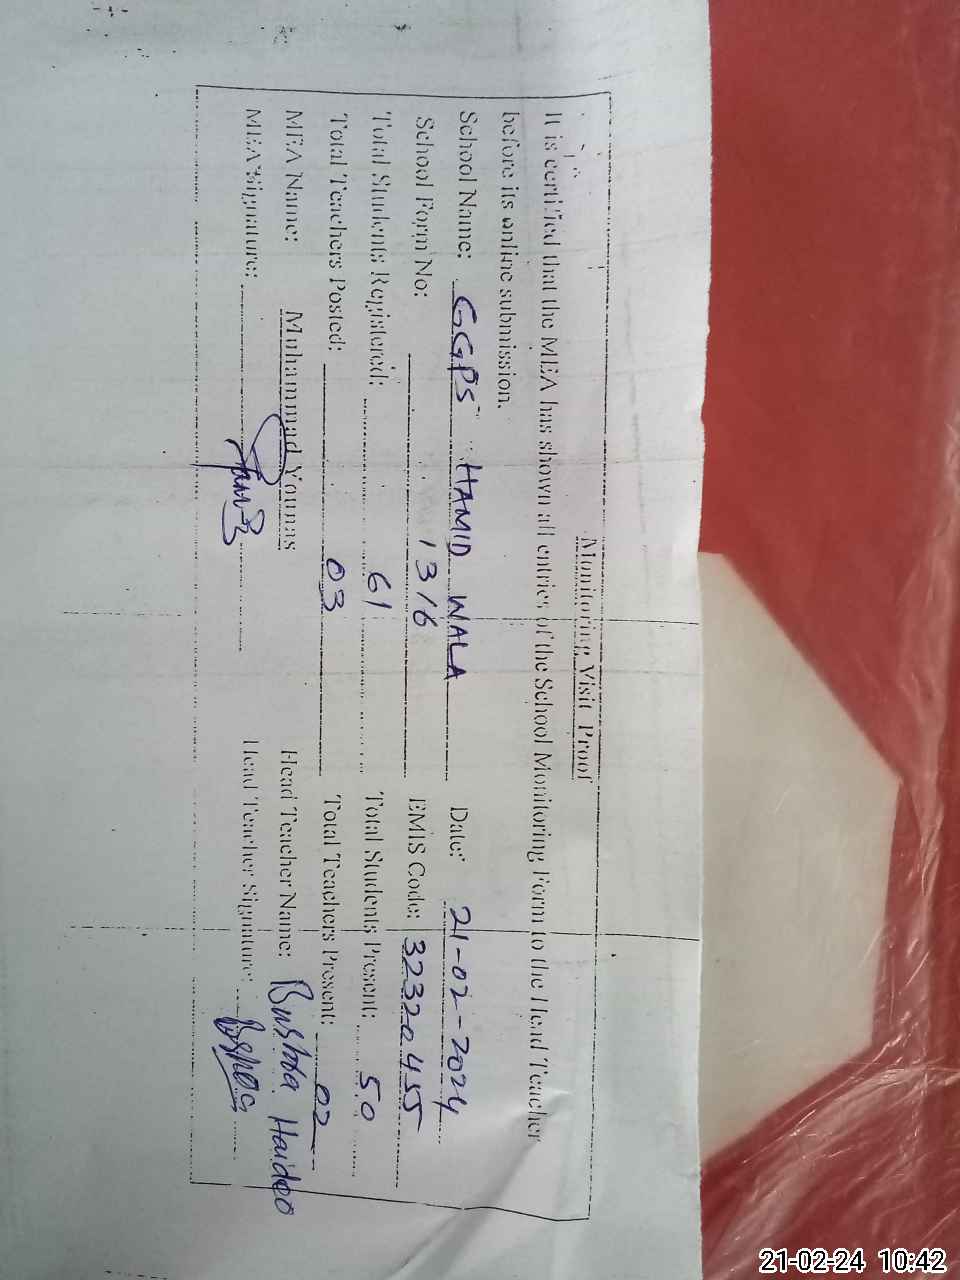 Monitoring Visit Proof
It is certified that the MEA has shown all entries of the School Monitoring Form to the Head Teacher
before its online submission.
School Name: GGPS HAMID WALA Date: 21-02-2024
School Form No: 1316 EMIS Code: 32320455
Total Students Registered: 61 Total Students Present: 50
Total Teachers Posted: 03 Total Teachers Present: 02
MEA Name: Muhammad Younas Head Teacher Name: Bushra Haider
MEA Signature: Head Teacher Signature:
21-02-24 10:42